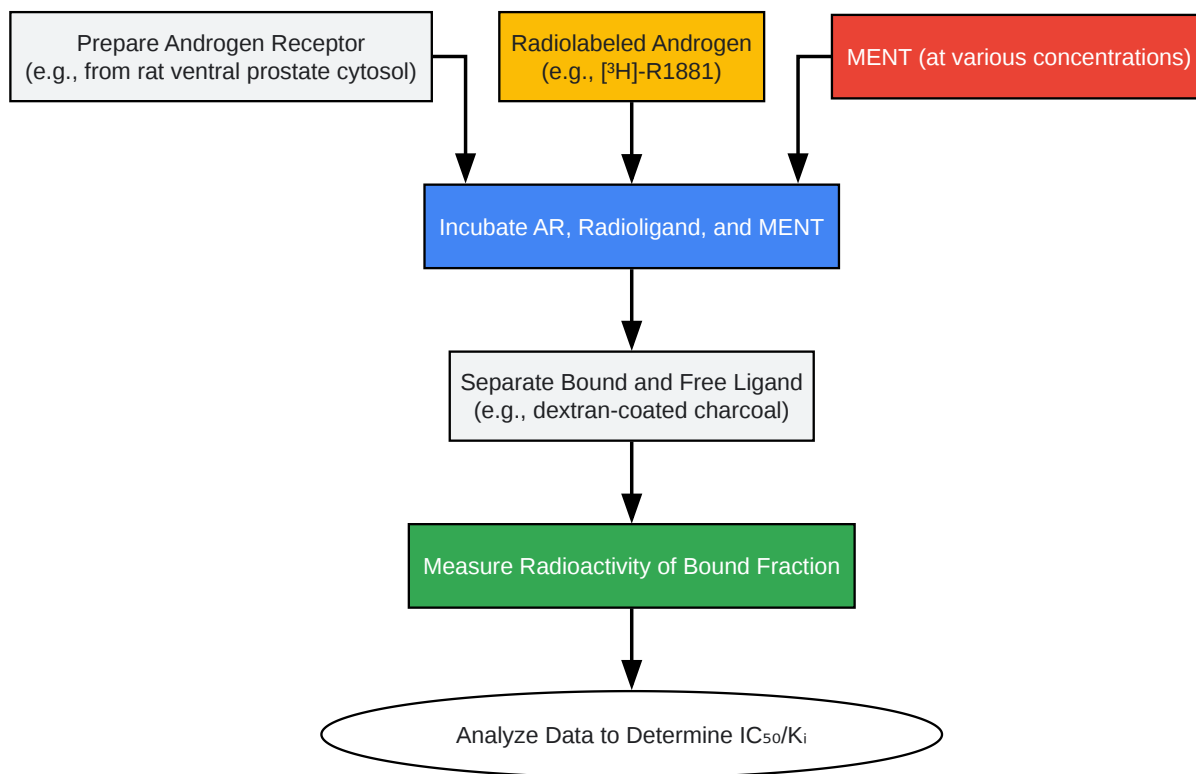 Prepare Androgen Receptor
(e.g., from rat ventral prostate cytosol)
Radiolabeled Androgen
(e.g., [³H]-R1881)
MENT (at various concentrations)
Incubate AR, Radioligand, and MENT
Separate Bound and Free Ligand
(e.g., dextran-coated charcoal)
Measure Radioactivity of Bound Fraction
Analyze Data to Determine IC₅₀/Kᵢ